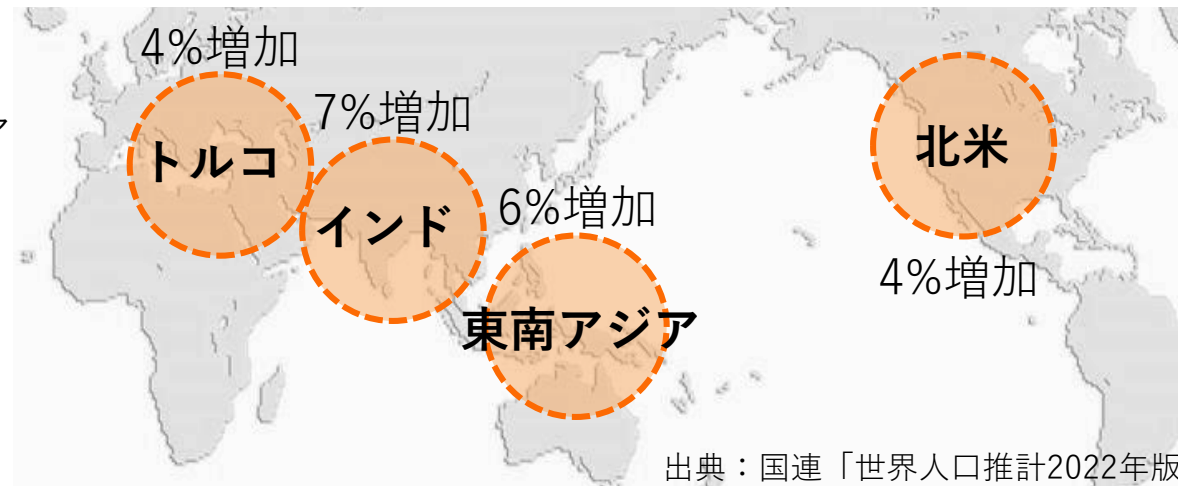 4%増加
ア
トルコ
7%増加
インド
6%増加
東南アジア
北米
4%増加
出典：国連「世界人口推計2022年版